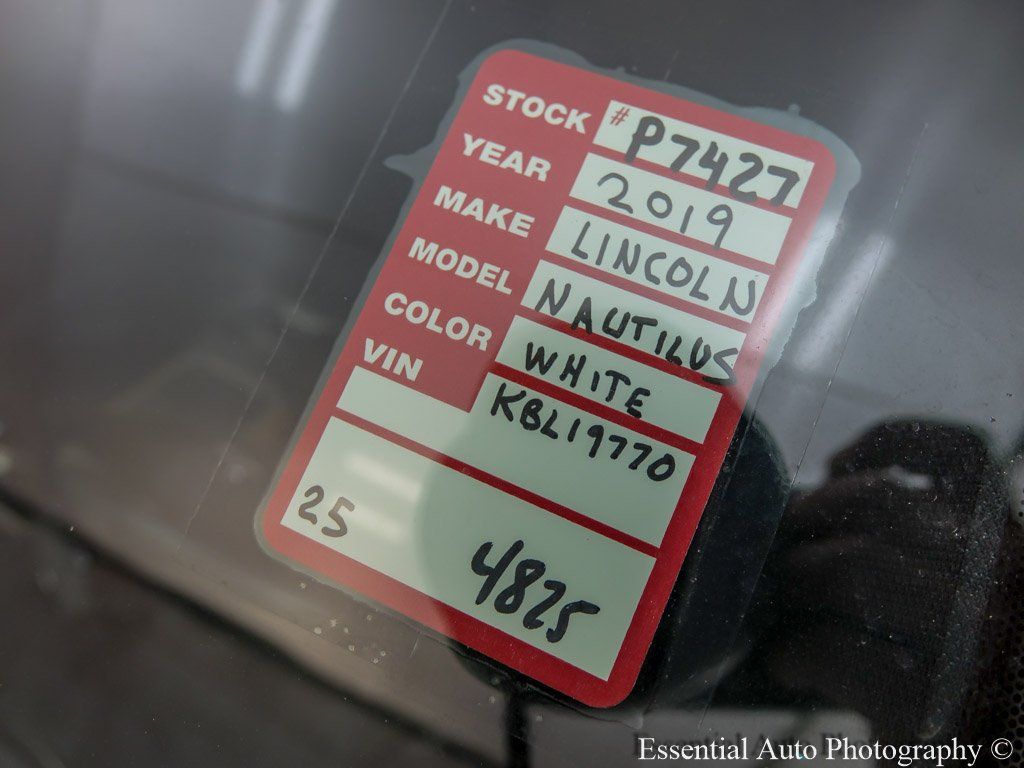 STOCK # P7427
YEAR 2019
MAKE LINCOLN
MODEL NAUTILUS
COLOR WHITE
VIN KBL19770
25 4825
Essential Auto Photography ©